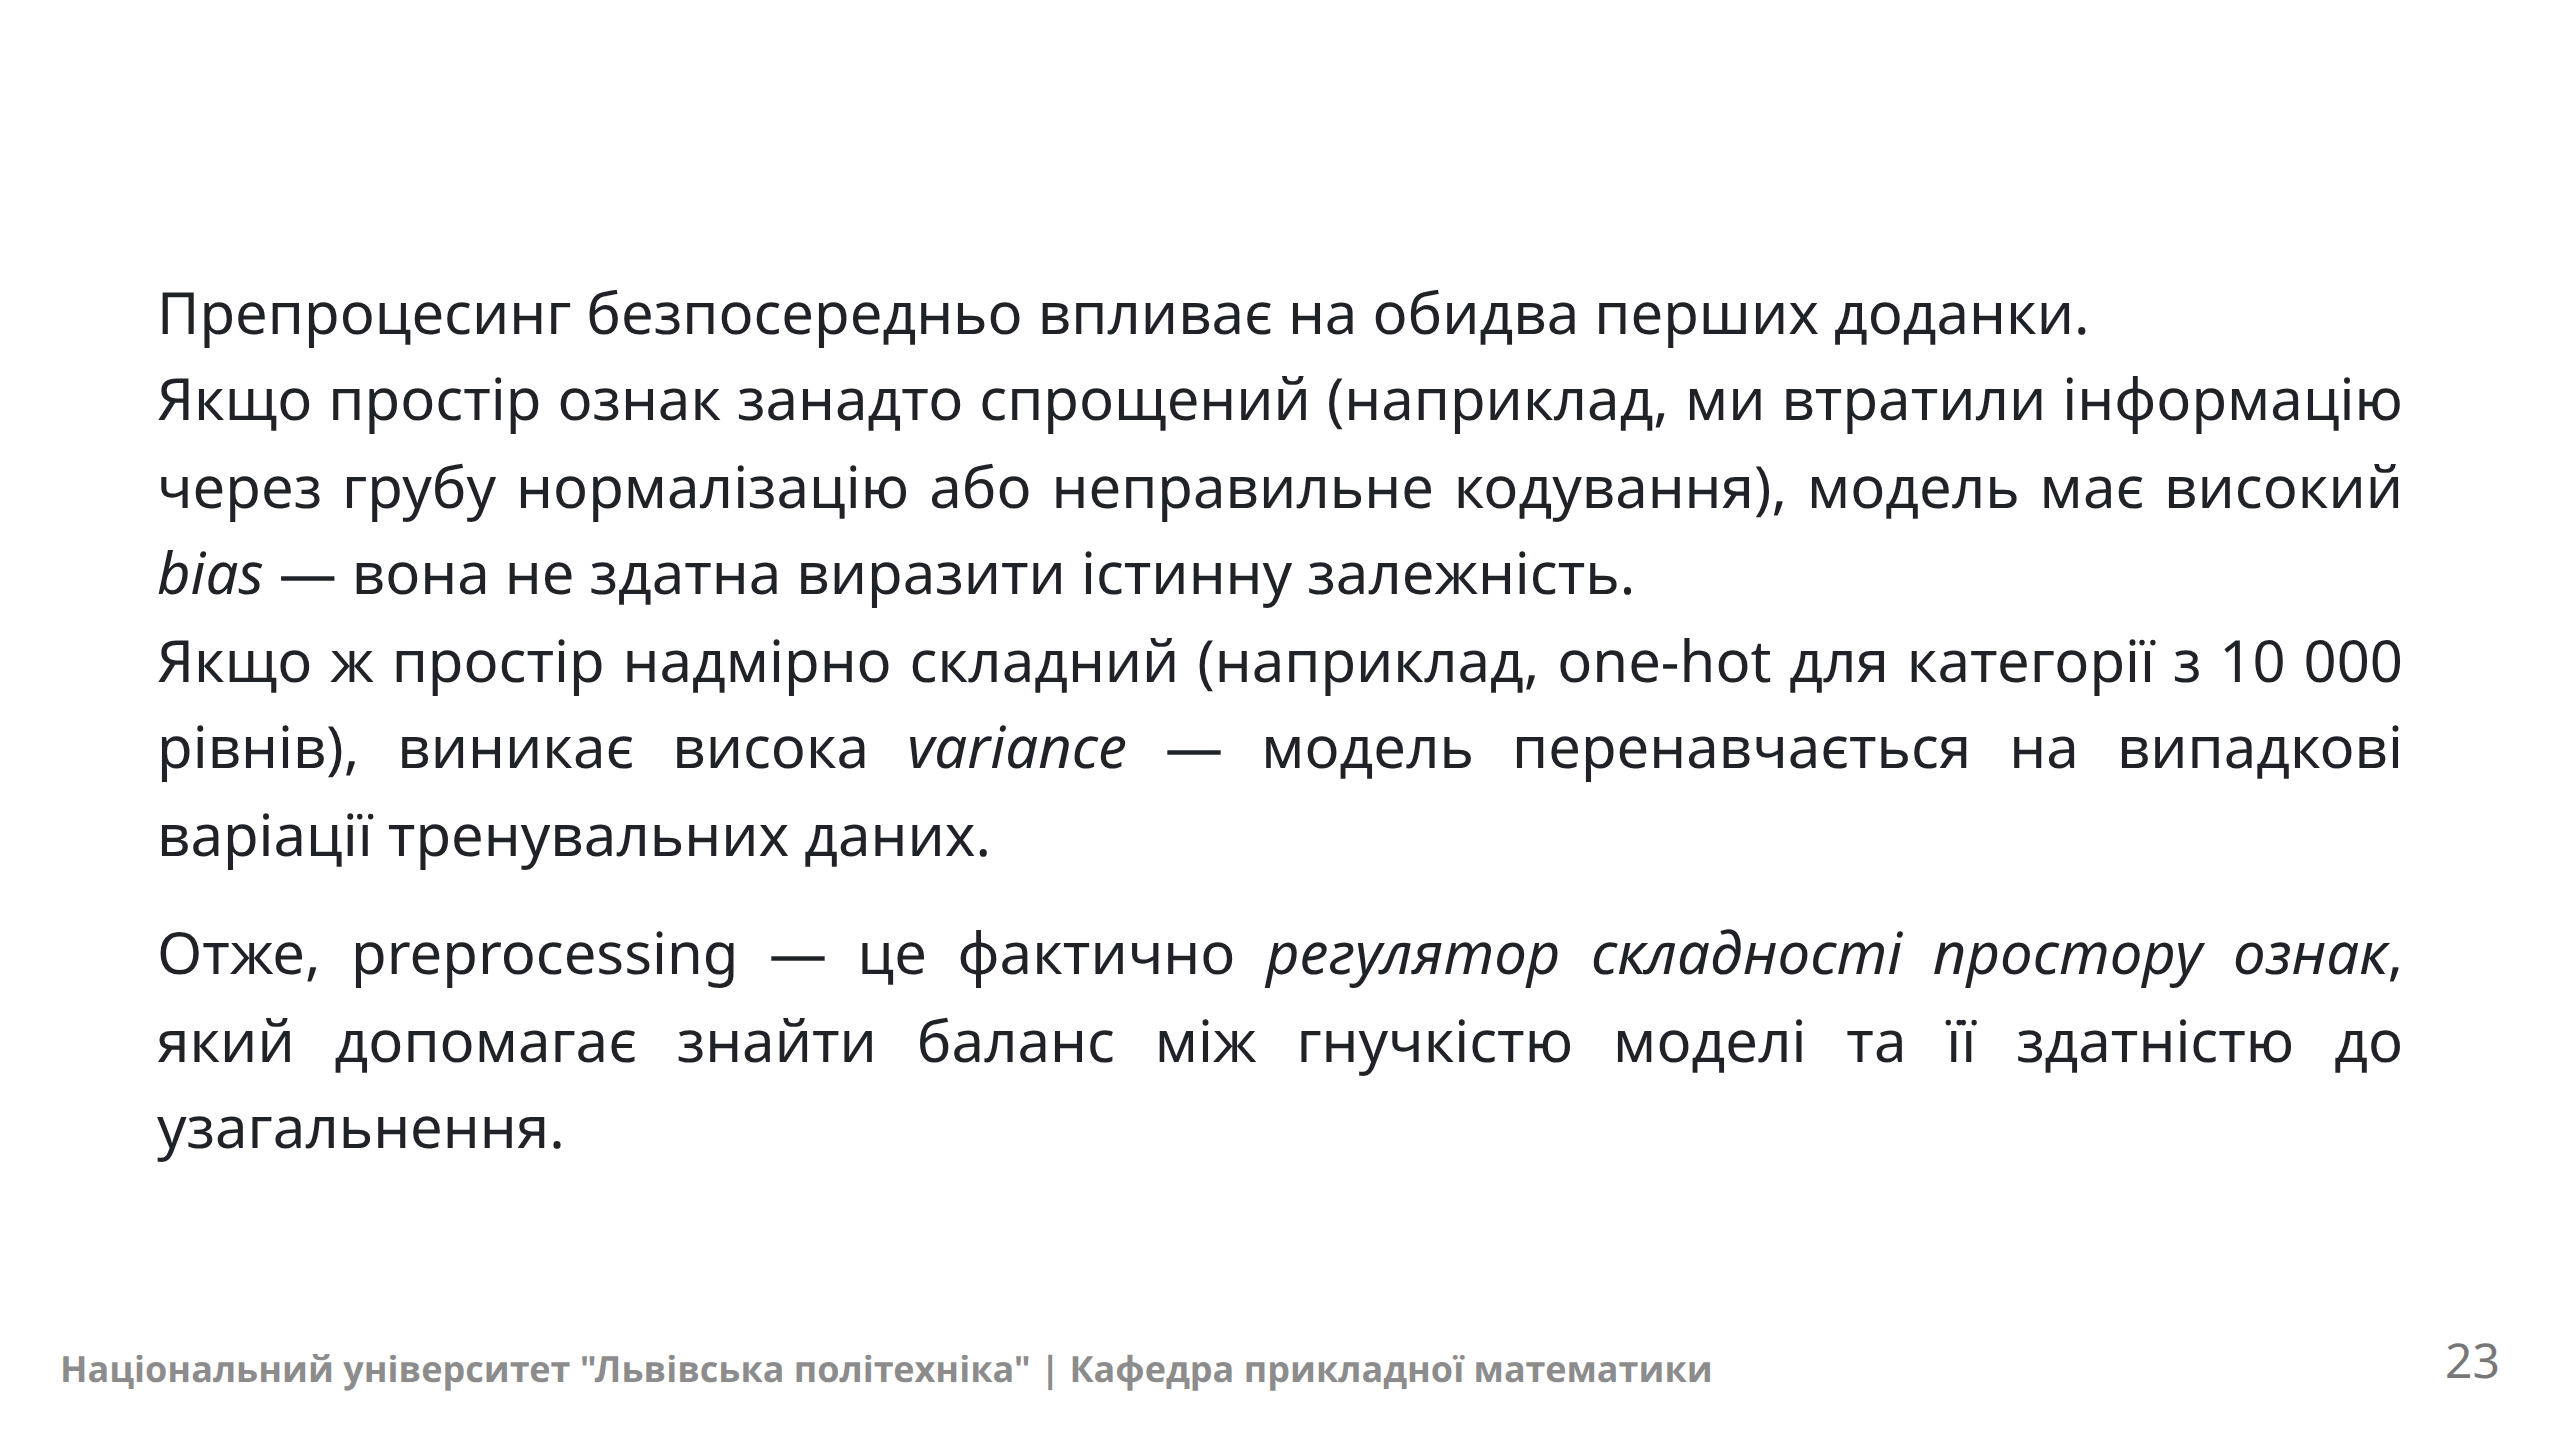 Препроцесинг безпосередньо впливає на обидва перших доданки.
Якщо простір ознак занадто спрощений (наприклад, ми втратили інформацію
через грубу нормалізацію або неправильне кодування), модель має високий
bias — вона не здатна виразити істинну залежність.
Якщо ж простір надмірно складний (наприклад, one-hot для категорії з 10 000
рівнів), виникає висока variance — модель перенавчається на випадкові
варіації тренувальних даних.
Отже, preprocessing — це фактично регулятор складності простору ознак,
який допомагає знайти баланс між гнучкістю моделі та її здатністю до
узагальнення.
Національний університет "Львівська політехніка" | Кафедра прикладної математики
23